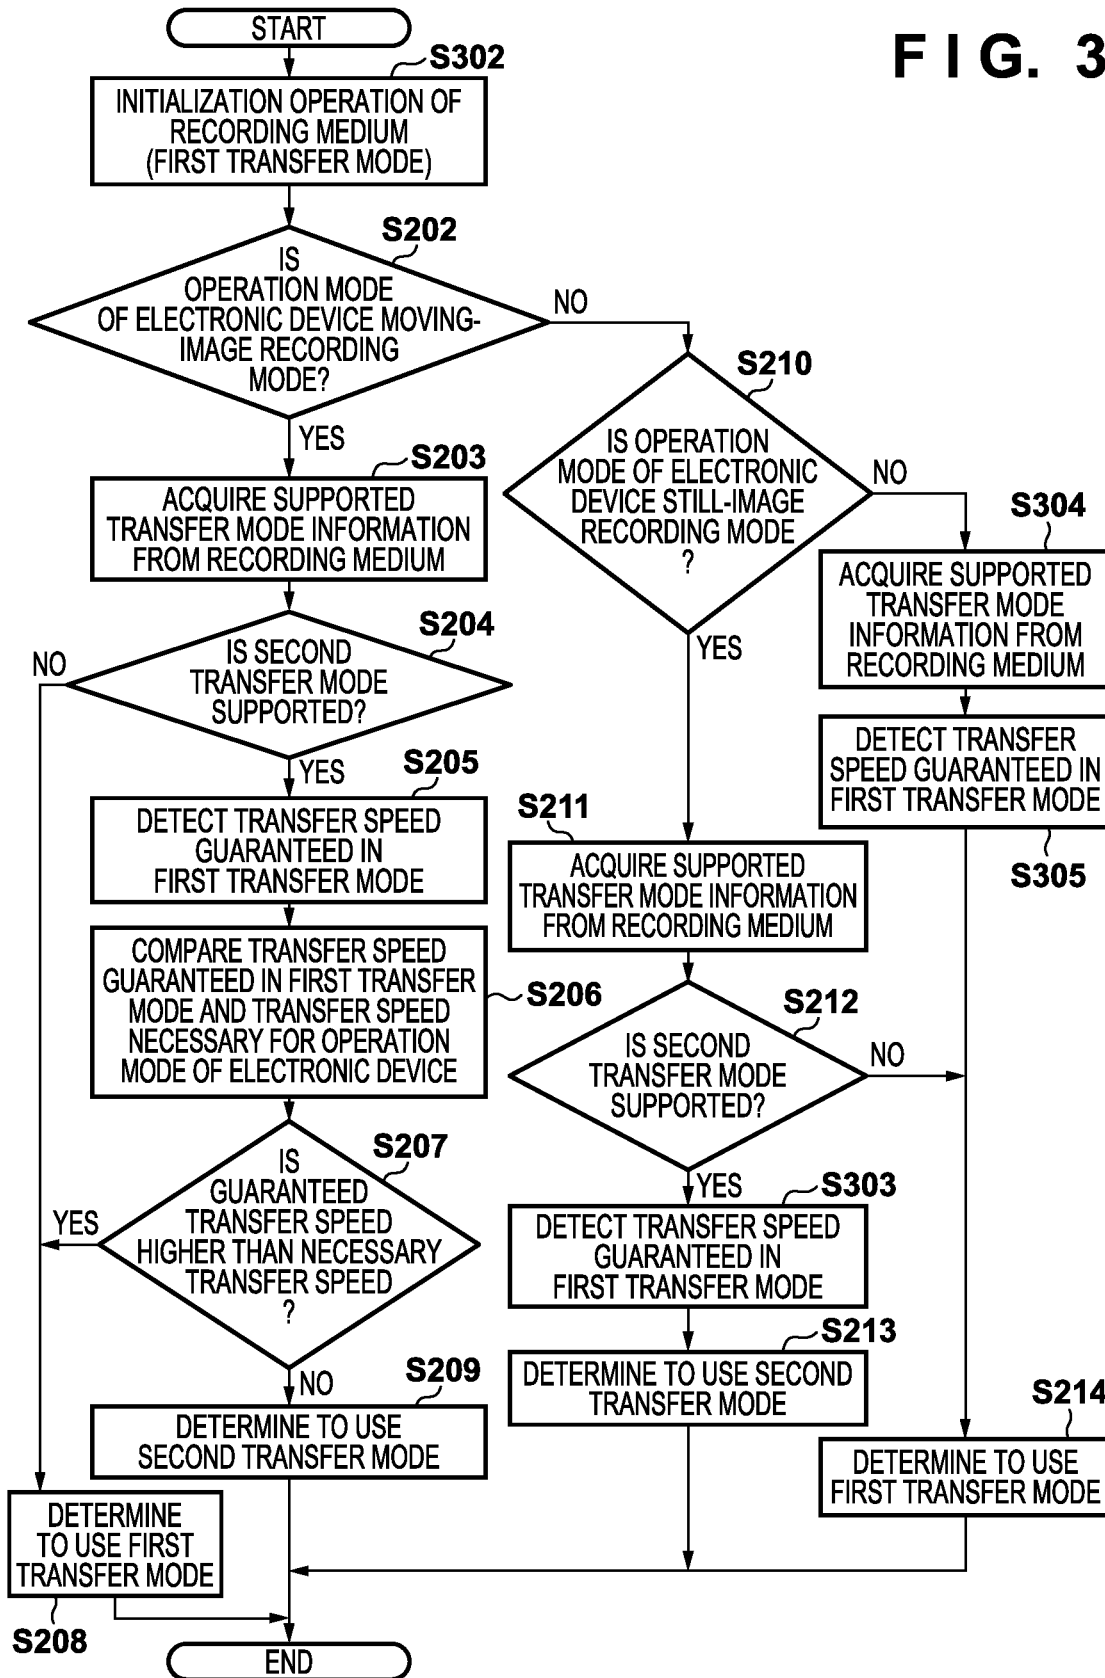 FIG. 3
START
S302
INITIALIZATION OPERATION OF
RECORDING MEDIUM
(FIRST TRANSFER MODE)
S202
IS
OPERATION MODE
OF ELECTRONIC DEVICE MOVING-
IMAGE RECORDING
MODE?
NO
YES
S203
ACQUIRE SUPPORTED
TRANSFER MODE INFORMATION
FROM RECORDING MEDIUM
S204
IS SECOND
TRANSFER MODE
SUPPORTED?
NO
YES
S205
DETECT TRANSFER SPEED
GUARANTEED IN
FIRST TRANSFER MODE
COMPARE TRANSFER SPEED
GUARANTEED IN FIRST TRANSFER
MODE AND TRANSFER SPEED
NECESSARY FOR OPERATION
MODE OF ELECTRONIC DEVICE
S206
S207
IS
GUARANTEED
TRANSFER SPEED
HIGHER THAN NECESSARY
TRANSFER SPEED
?
YES
NO
S209
DETERMINE TO USE
SECOND TRANSFER MODE
DETERMINE
TO USE FIRST
TRANSFER MODE
S208
S210
IS OPERATION
MODE OF ELECTRONIC
DEVICE STILL-IMAGE
RECORDING MODE
?
NO
YES
S211
ACQUIRE SUPPORTED
TRANSFER MODE INFORMATION
FROM RECORDING MEDIUM
S212
IS SECOND
TRANSFER MODE
SUPPORTED?
NO
YES
S303
DETECT TRANSFER SPEED
GUARANTEED IN
FIRST TRANSFER MODE
S213
DETERMINE TO USE SECOND
TRANSFER MODE
S304
ACQUIRE SUPPORTED
TRANSFER MODE
INFORMATION FROM
RECORDING MEDIUM
DETECT TRANSFER
SPEED GUARANTEED IN
FIRST TRANSFER MODE
S305
S214
DETERMINE TO USE
FIRST TRANSFER MODE
END